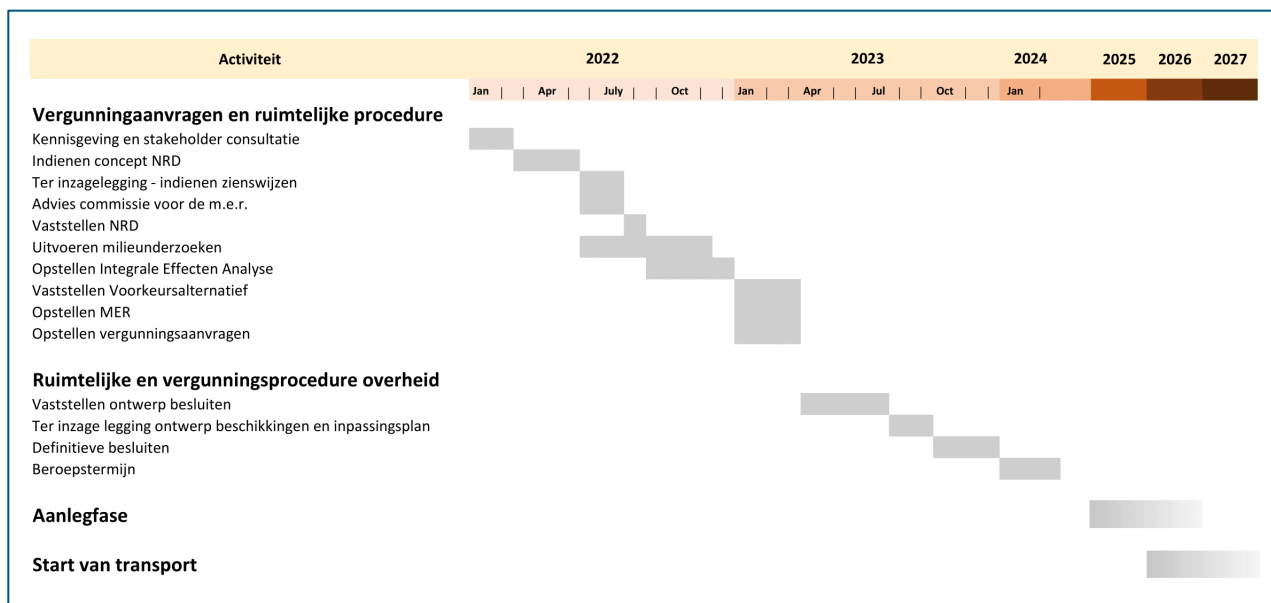 Activiteit 2022 2023 2024 2025 2026 2027
Jan | | Apr | | July | | Oct | | Jan | | Apr | | Jul | | Oct | | Jan |
Vergunningaanvragen en ruimtelijke procedure
Kennisgeving en stakeholder consultatie
Indienen concept NRD
Ter inzagelegging - indienen zienswijzen
Advies commissie voor de m.e.r.
Vaststellen NRD
Uitvoeren milieunderzoeken
Opstellen Integrale Effecten Analyse
Vaststellen Voorkeursalternatief
Opstellen MER
Opstellen vergunningsaanvragen
Ruimtelijke en vergunningsprocedure overheid
Vaststellen ontwerp besluiten
Ter inzage legging ontwerp beschikkingen en inpassingsplan
Definitieve besluiten
Beroepstermijn
Aanlegfase
Start van transport